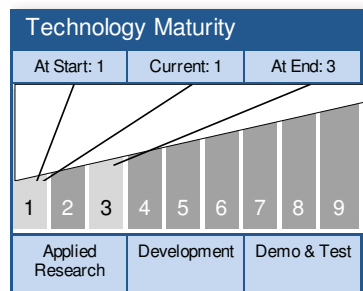 Technology Maturity
At Start: 1 Current: 1 At End: 3
1 2 3 4 5 6 7 8 9
Applied Development Demo & Test
Research